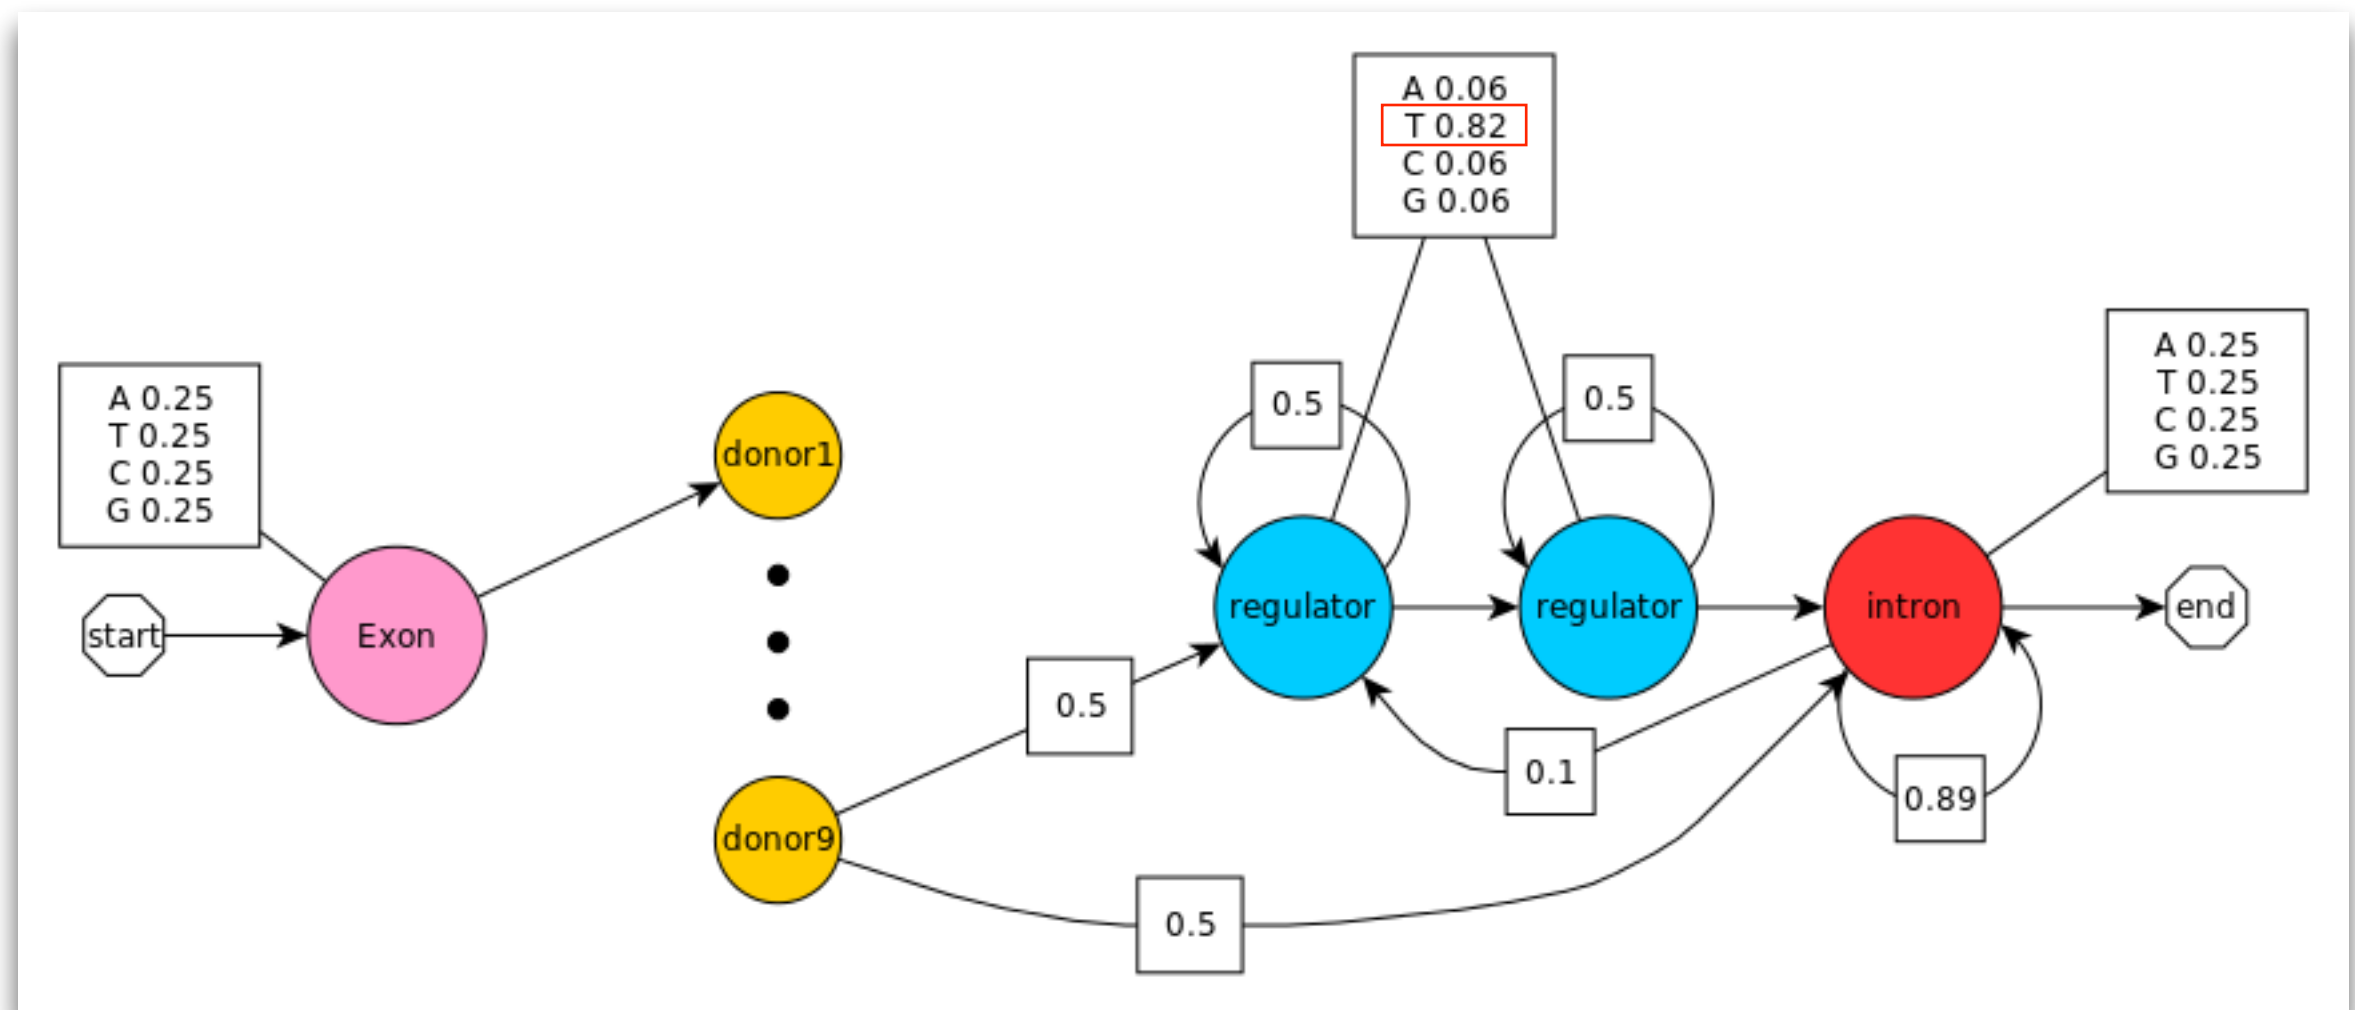 A 0.06
T 0.82
C 0.06
G 0.06
A 0.25
T 0.25
C 0.25
G 0.25
A 0.25
T 0.25
C 0.25
G 0.25
0.5
0.5
donor1
start
Exon
regulator
regulator
intron
end
0.5
0.1
0.89
donor9
0.5